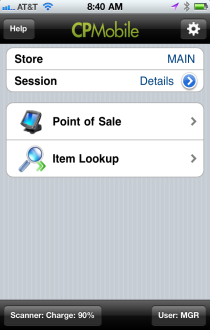 AT&T 8:40 AM
Help CPMobile
Store MAIN
Session Details
Point of Sale
Item Lookup
Scanner: Charge: 90% User: MGR